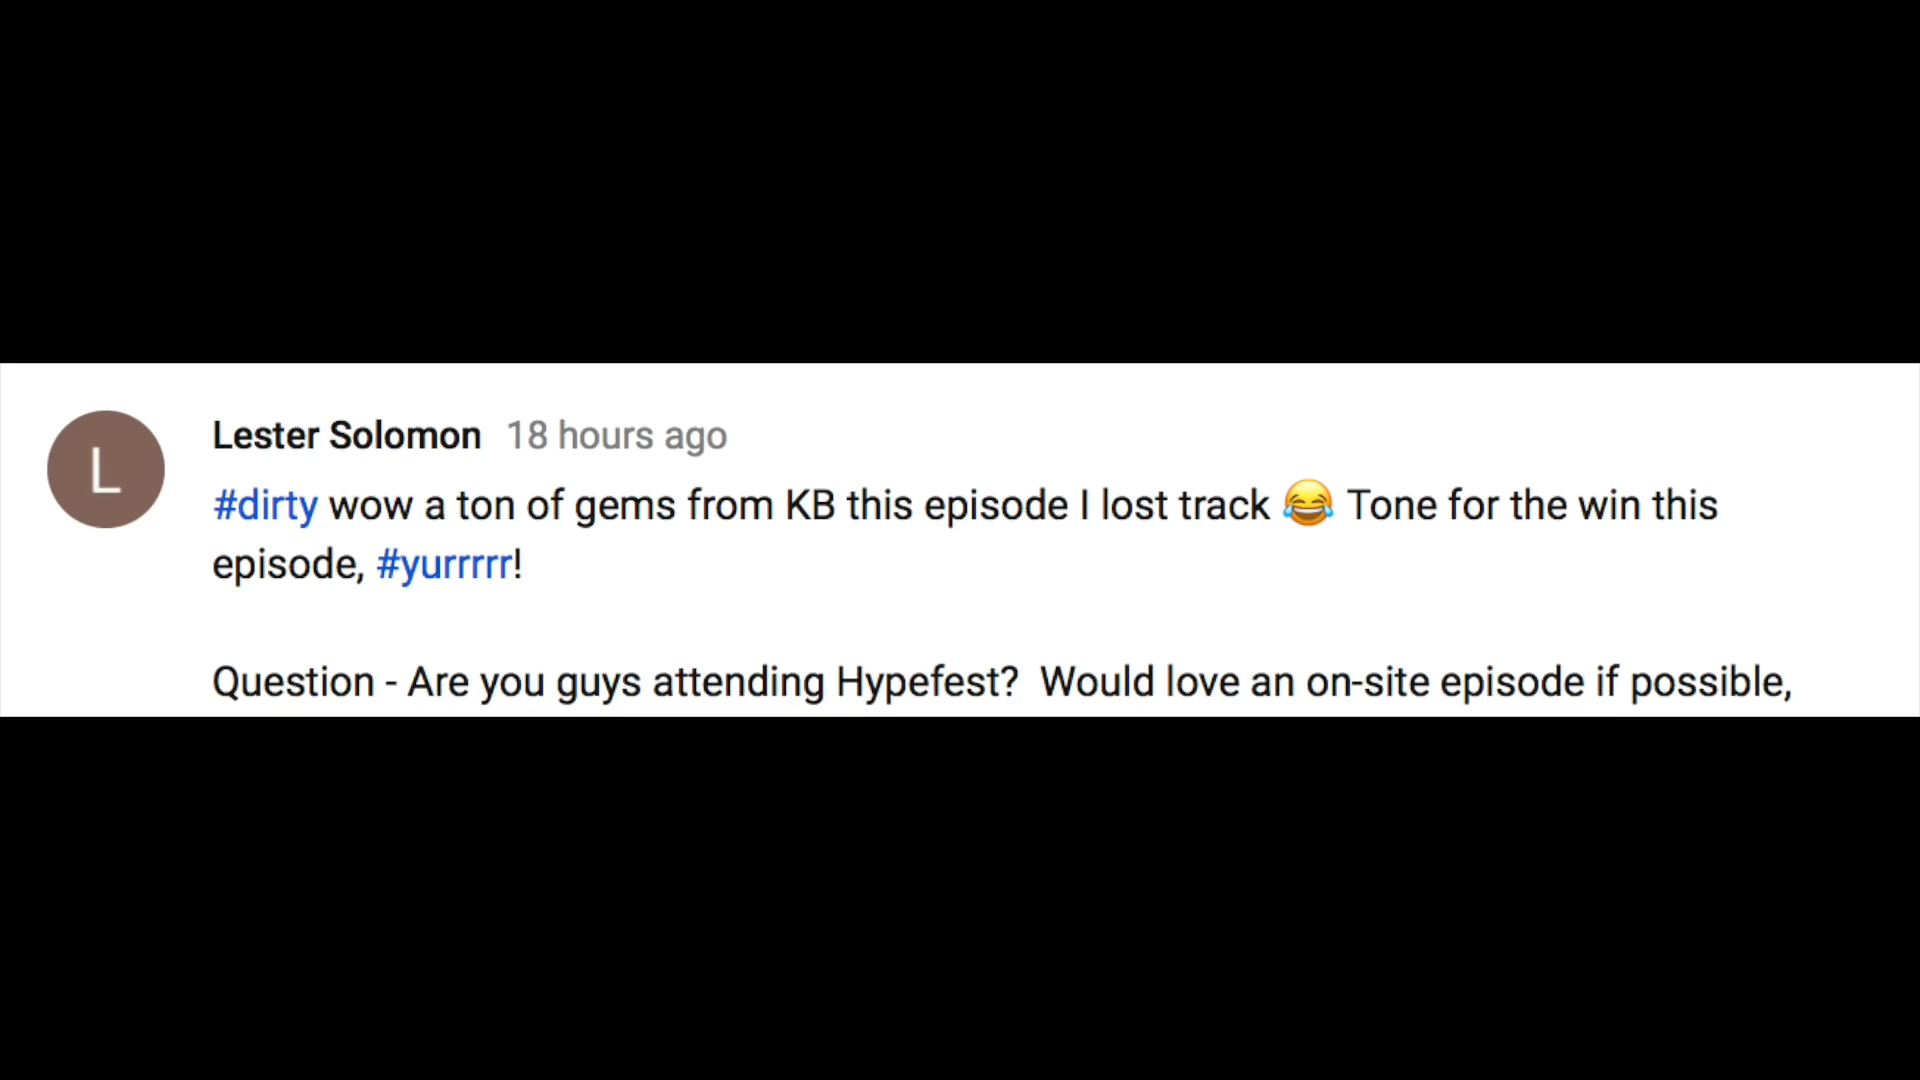 L
Lester Solomon 18 hours ago
#dirty wow a ton of gems from KB this episode I lost track 😂 Tone for the win this
episode, #yurrrrr!
Question - Are you guys attending Hypefest?  Would love an on-site episode if possible,